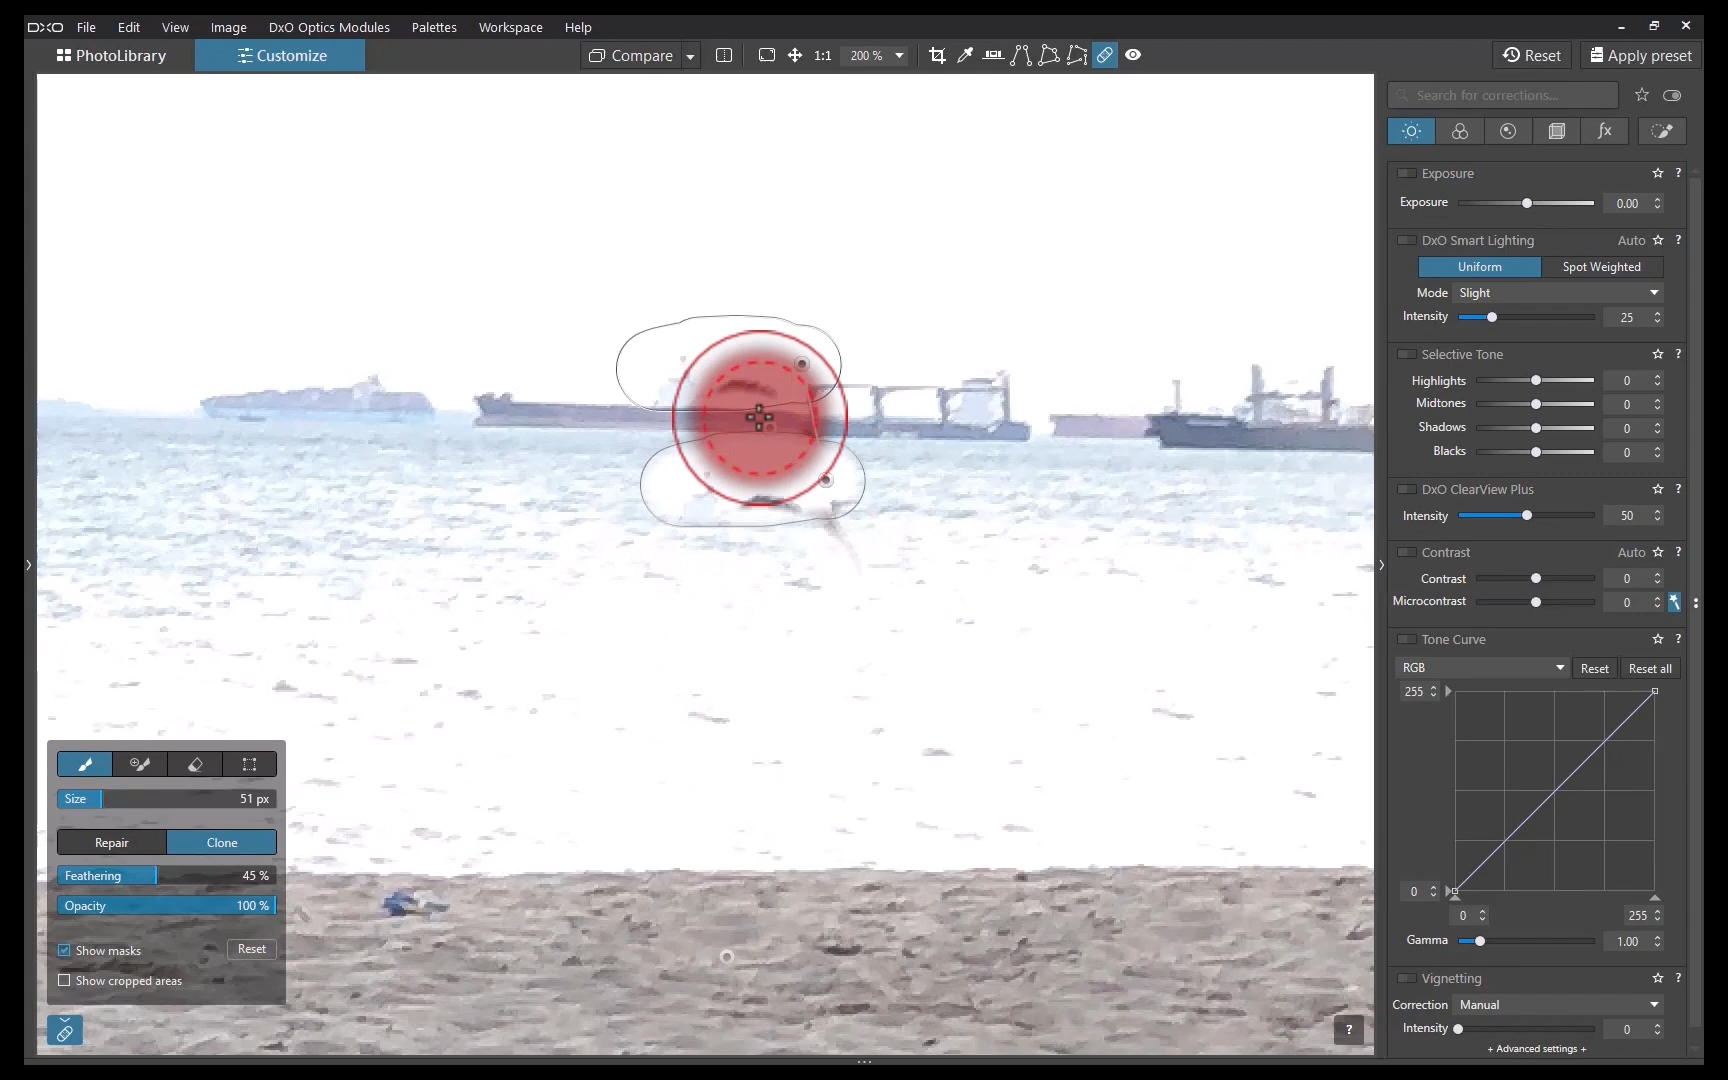 DXO File Edit View Image DxO Optics Modules Palettes Workspace Help
PhotoLibrary Customize Compare 1:1 200 % Reset Apply preset
Search for corrections...
fx
Exposure ?
Exposure 0.00
DxO Smart Lighting Auto ?
Uniform Spot Weighted
Mode Slight
Intensity 25
Selective Tone ?
Highlights 0
Midtones 0
Shadows 0
Blacks 0
DxO ClearView Plus ?
Intensity 50
Contrast Auto ?
Contrast 0
Microcontrast 0
Tone Curve ?
RGB Reset Reset all
255
0
0 255
Gamma 1.00
Vignetting ?
Correction Manual
Intensity 0
+ Advanced settings +
Size 51 px
Repair Clone
Feathering 45 %
Opacity 100 %
Show masks Reset
Show cropped areas
?